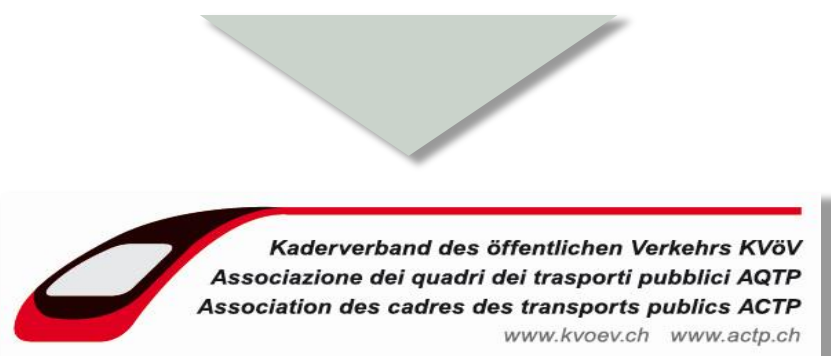 Kaderverband des öffentlichen Verkehrs KVöV
Associazione dei quadri dei trasporti pubblici AQTP
Association des cadres des transports publics ACTP
www.kvoev.ch www.actp.ch